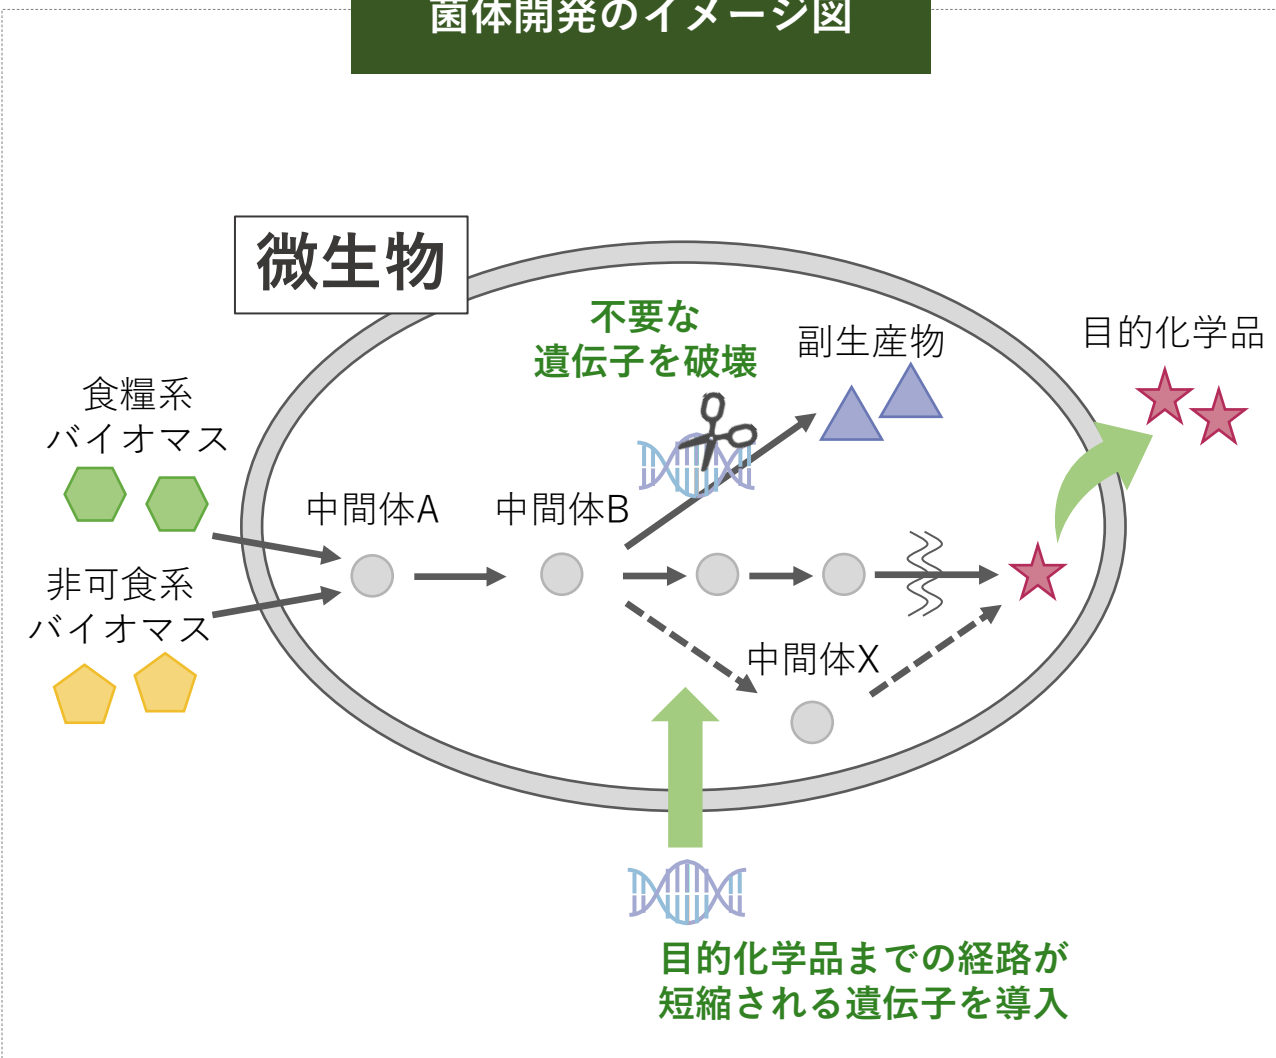 菌体開発のイメージ図
微生物
不要な
遺伝子を破壊
副生産物
目的化学品
食糧系
バイオマス
中間体A
中間体B
非可食系
バイオマス
中間体X
目的化学品までの経路が
短縮される遺伝子を導入